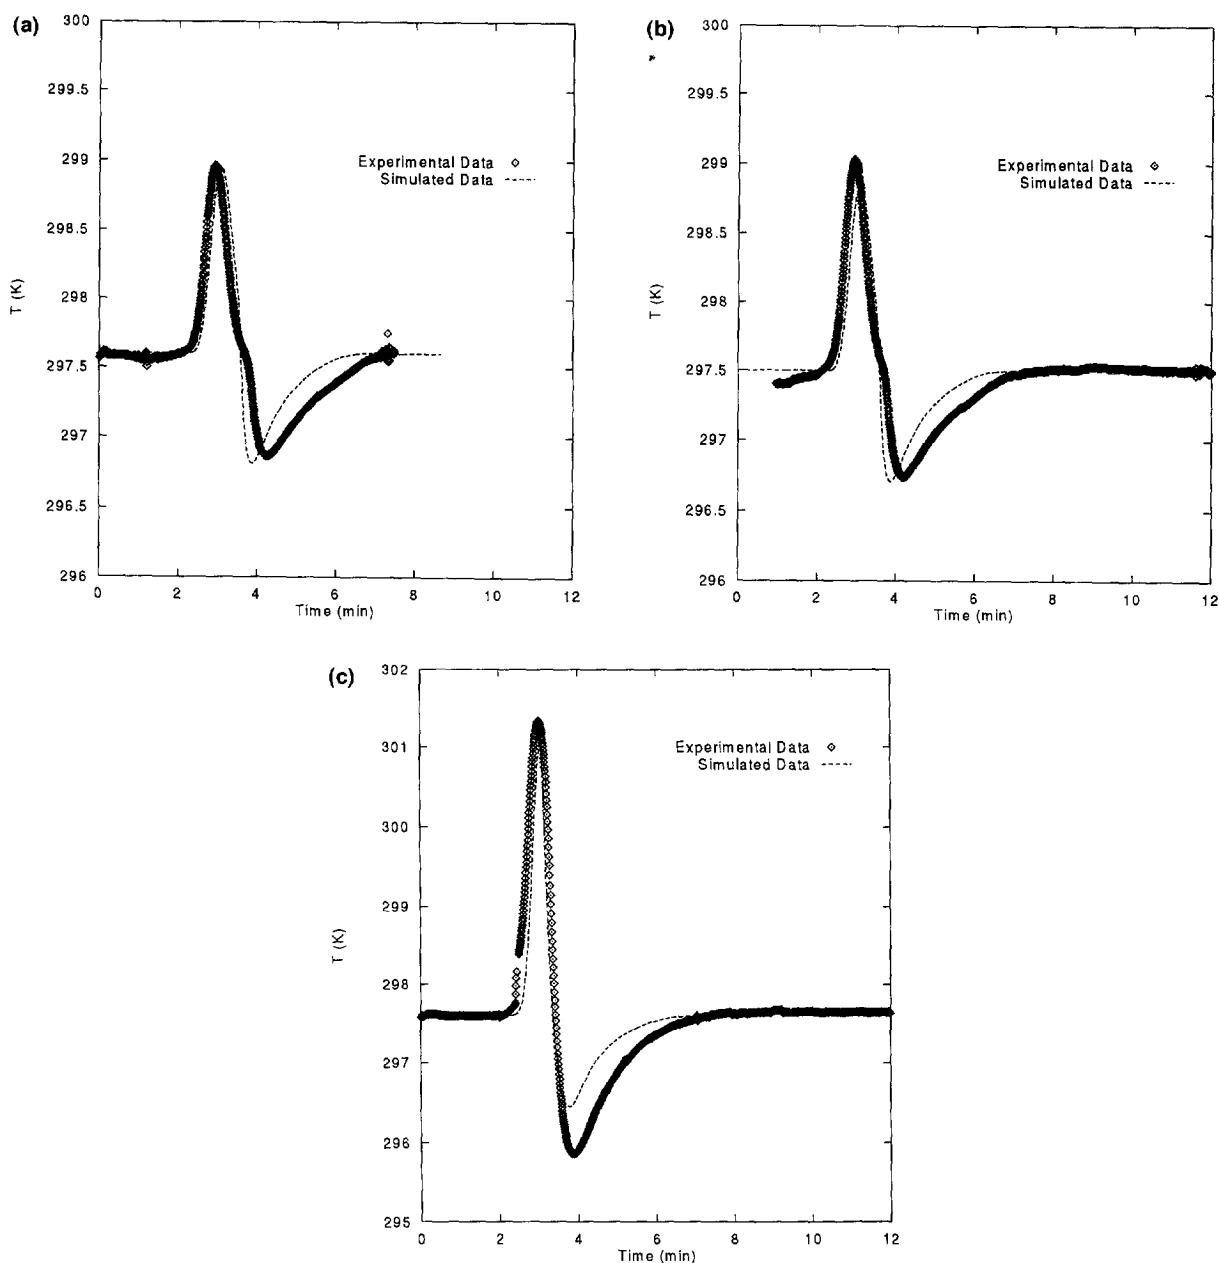 (a)
300
299.5
299
298.5
298
297.5
297
296.5
296
T (K)
Experimental Data
Simulated Data
0 2 4 6 8 10 12
Time (min)
(b)
300
299.5
299
298.5
298
297.5
297
296.5
296
T (K)
Experimental Data
Simulated Data
0 2 4 6 8 10 12
Time (min)
(c)
302
301
300
299
298
297
296
295
T (K)
Experimental Data
Simulated Data
0 2 4 6 8 10 12
Time (min)